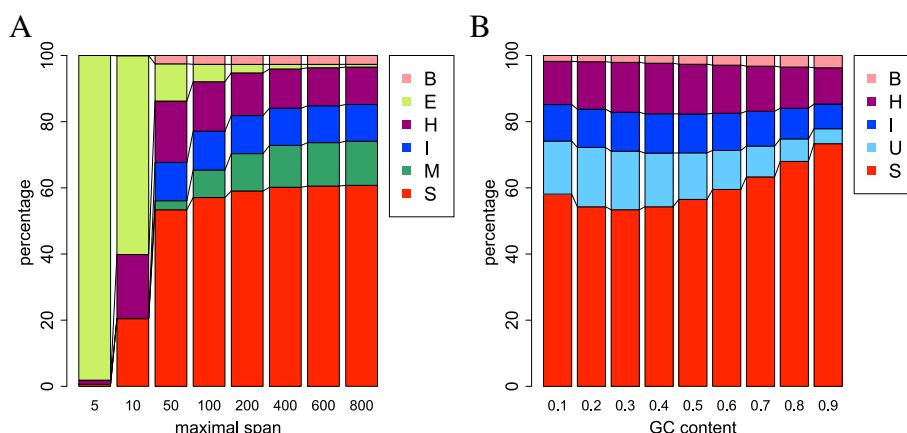 A
percentage
0 20 40 60 80 100
5 10 50 100 200 400 600 800
maximal span
B
E
H
I
M
S
B
percentage
0 20 40 60 80 100
0.1 0.2 0.3 0.4 0.5 0.6 0.7 0.8 0.9
GC content
B
H
I
U
S